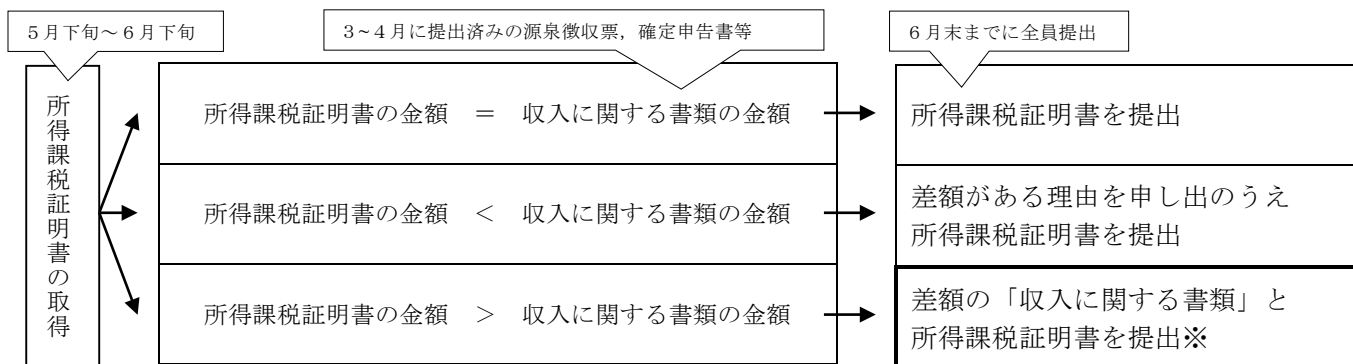 5月下旬～6月下旬
3~4月に提出済みの源泉徴収票，確定申告書等
6月末までに全員提出
所得課税証明書の取得
所得課税証明書の金額　＝　収入に関する書類の金額
所得課税証明書を提出
所得課税証明書の金額　＜　収入に関する書類の金額
差額がある理由を申し出のうえ
所得課税証明書を提出
所得課税証明書の金額　＞　収入に関する書類の金額
差額の「収入に関する書類」と
所得課税証明書を提出※